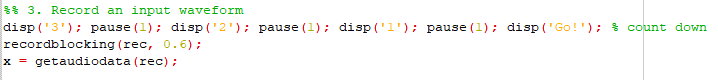 %% 3. Record an input waveform
disp('3'); pause(1); disp('2'); pause(1); disp('1'); pause(1); disp('Go!'); % count down
recordblocking(rec, 0.6);
x = getaudiodata(rec);